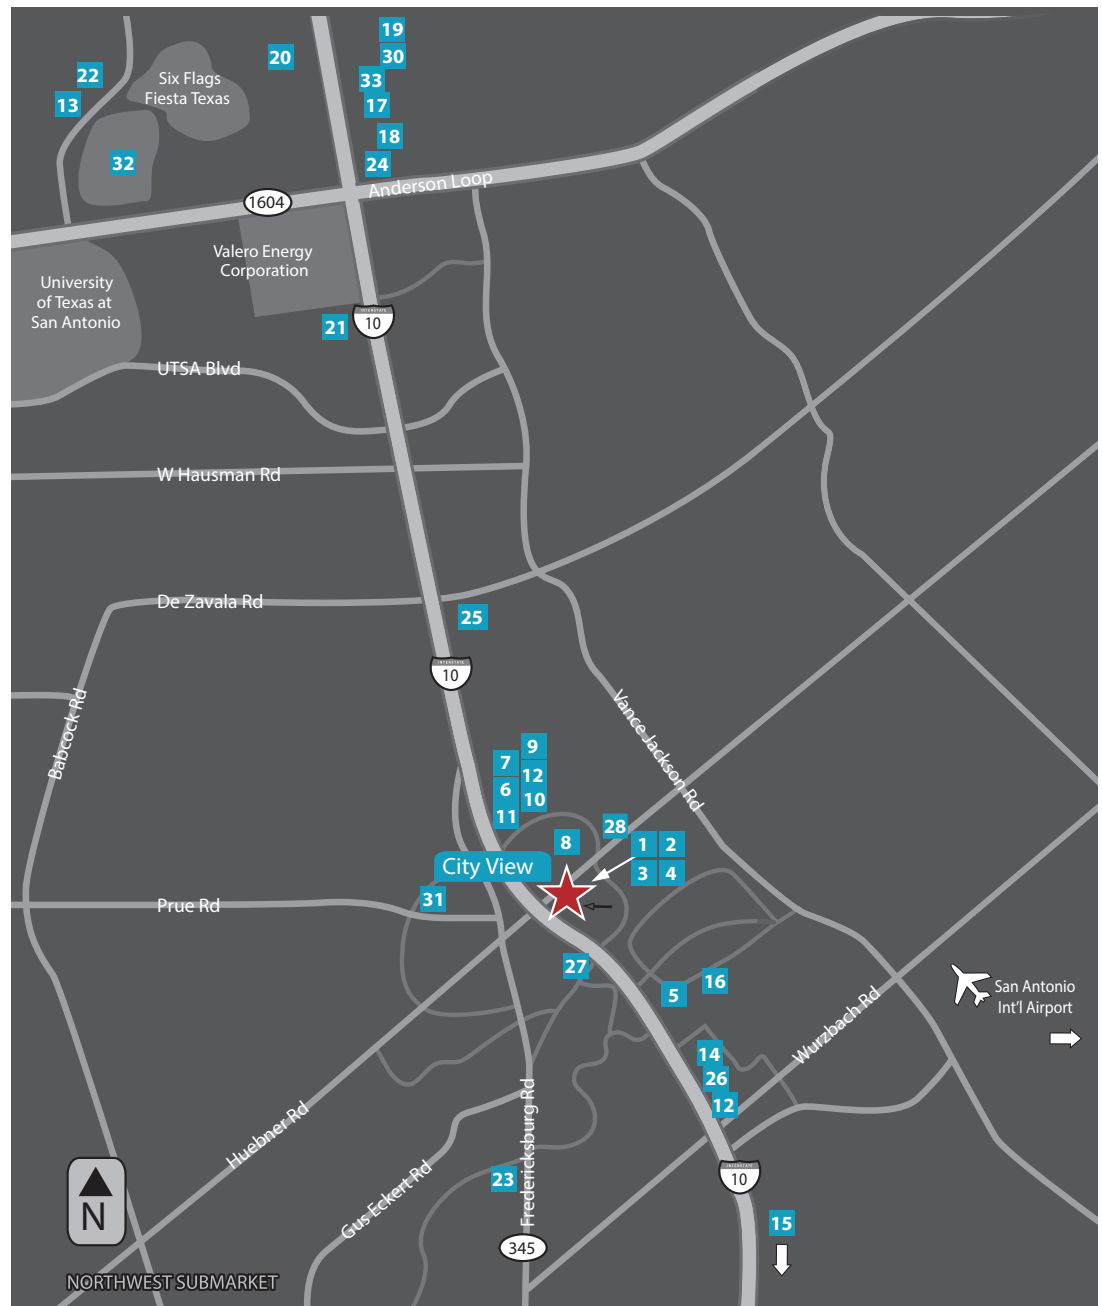 19
20
30
22
Six Flags
Fiesta Texas
33
13
17
18
32
24
Anderson Loop
1604
Valero Energy
Corporation
University
of Texas at
San Antonio
INTERSTATE
10
21
UTSA Blvd
W Hausman Rd
De Zavala Rd
25
INTERSTATE
10
Babcock Rd
Vance Jackson Rd
9
7
12
6
10
11
28
8
1
2
City View
3
4
31
Prue Rd
27
16
5
San Antonio
Int'l Airport
Wurzbach Rd
14
26
12
Huebner Rd
Fredericksburg Rd
Gus Eckert Rd
23
INTERSTATE
10
N
15
345
NORTHWEST SUBMARKET